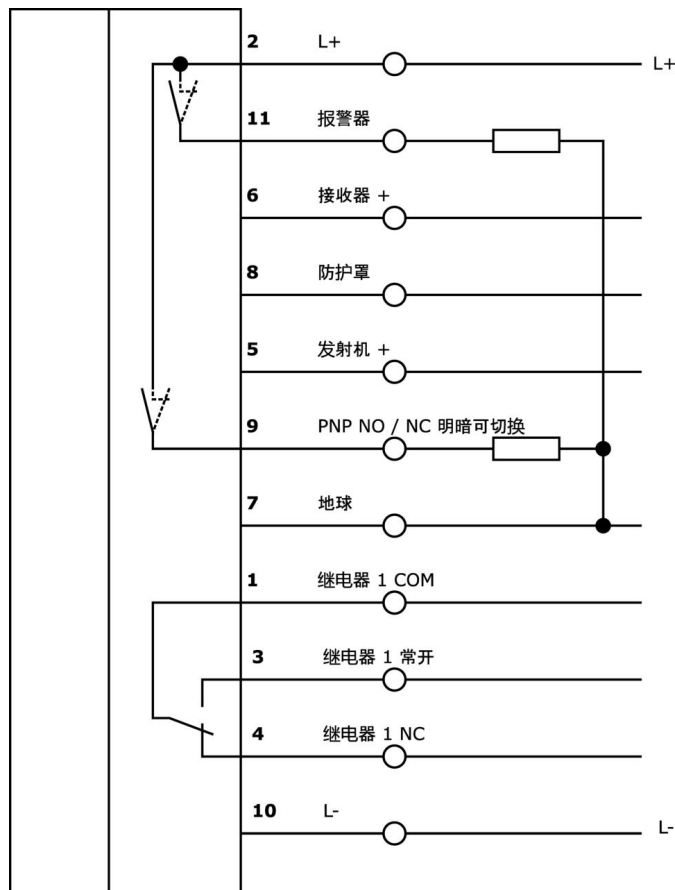 2 L+
L+
11 报警器
6 接收器 +
8 防护罩
5 发射机 +
9 PNP NO / NC 明暗可切换
7 地球
1 继电器 1 COM
3 继电器 1 常开
4 继电器 1 NC
10 L-
L-